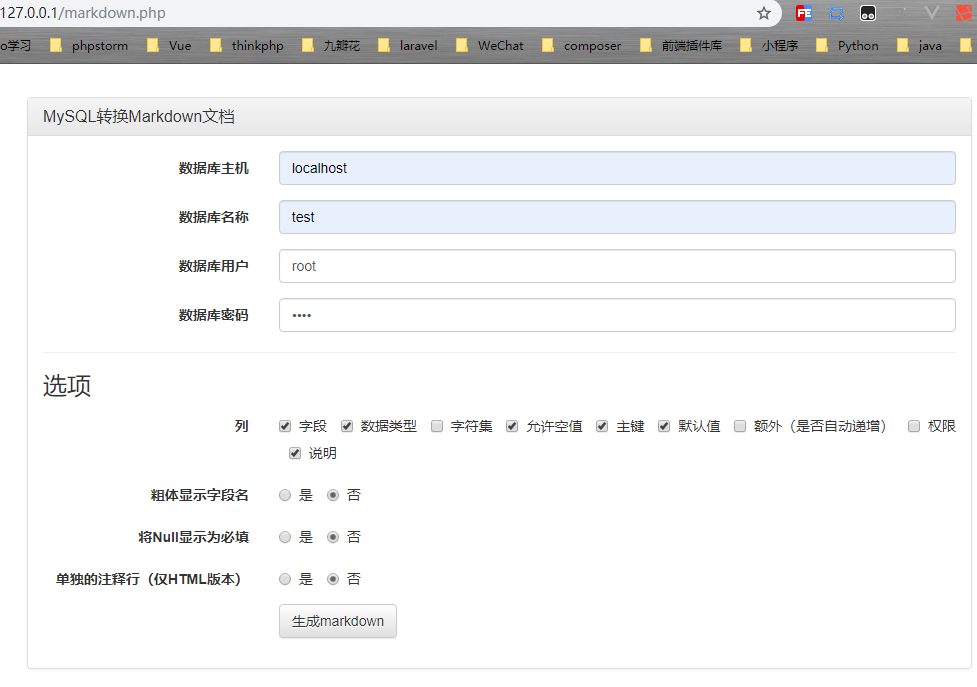 127.0.0.1/markdown.php
FE
o学习 phpstorm Vue thinkphp 九瓣花 laravel WeChat composer 前端插件库 小程序 Python java
MySQL转换Markdown文档
数据库主机 localhost
数据库名称 test
数据库用户 root
数据库密码 ••••
选项
列 字段 数据类型 字符集 允许空值 主键 默认值 额外（是否自动递增） 权限
说明
粗体显示字段名 是 否
将Null显示为必填 是 否
单独的注释行（仅HTML版本） 是 否
生成markdown